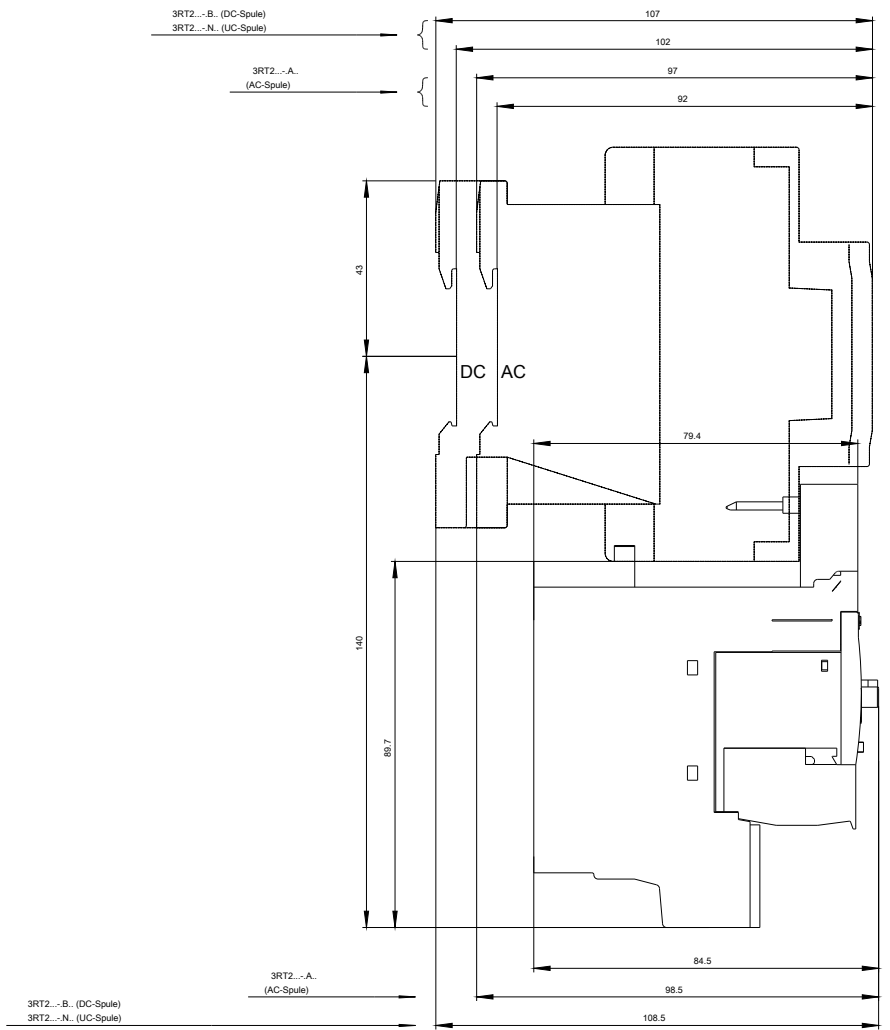 3RT2...-.B.. (DC-Spule)
3RT2...-.N.. (UC-Spule)
107
102
3RT2...-.A..
(AC-Spule)
97
92
43
DC AC
79.4
140
89.7
84.5
3RT2...-.A..
(AC-Spule)
98.5
3RT2...-.B.. (DC-Spule)
3RT2...-.N.. (UC-Spule)
108.5